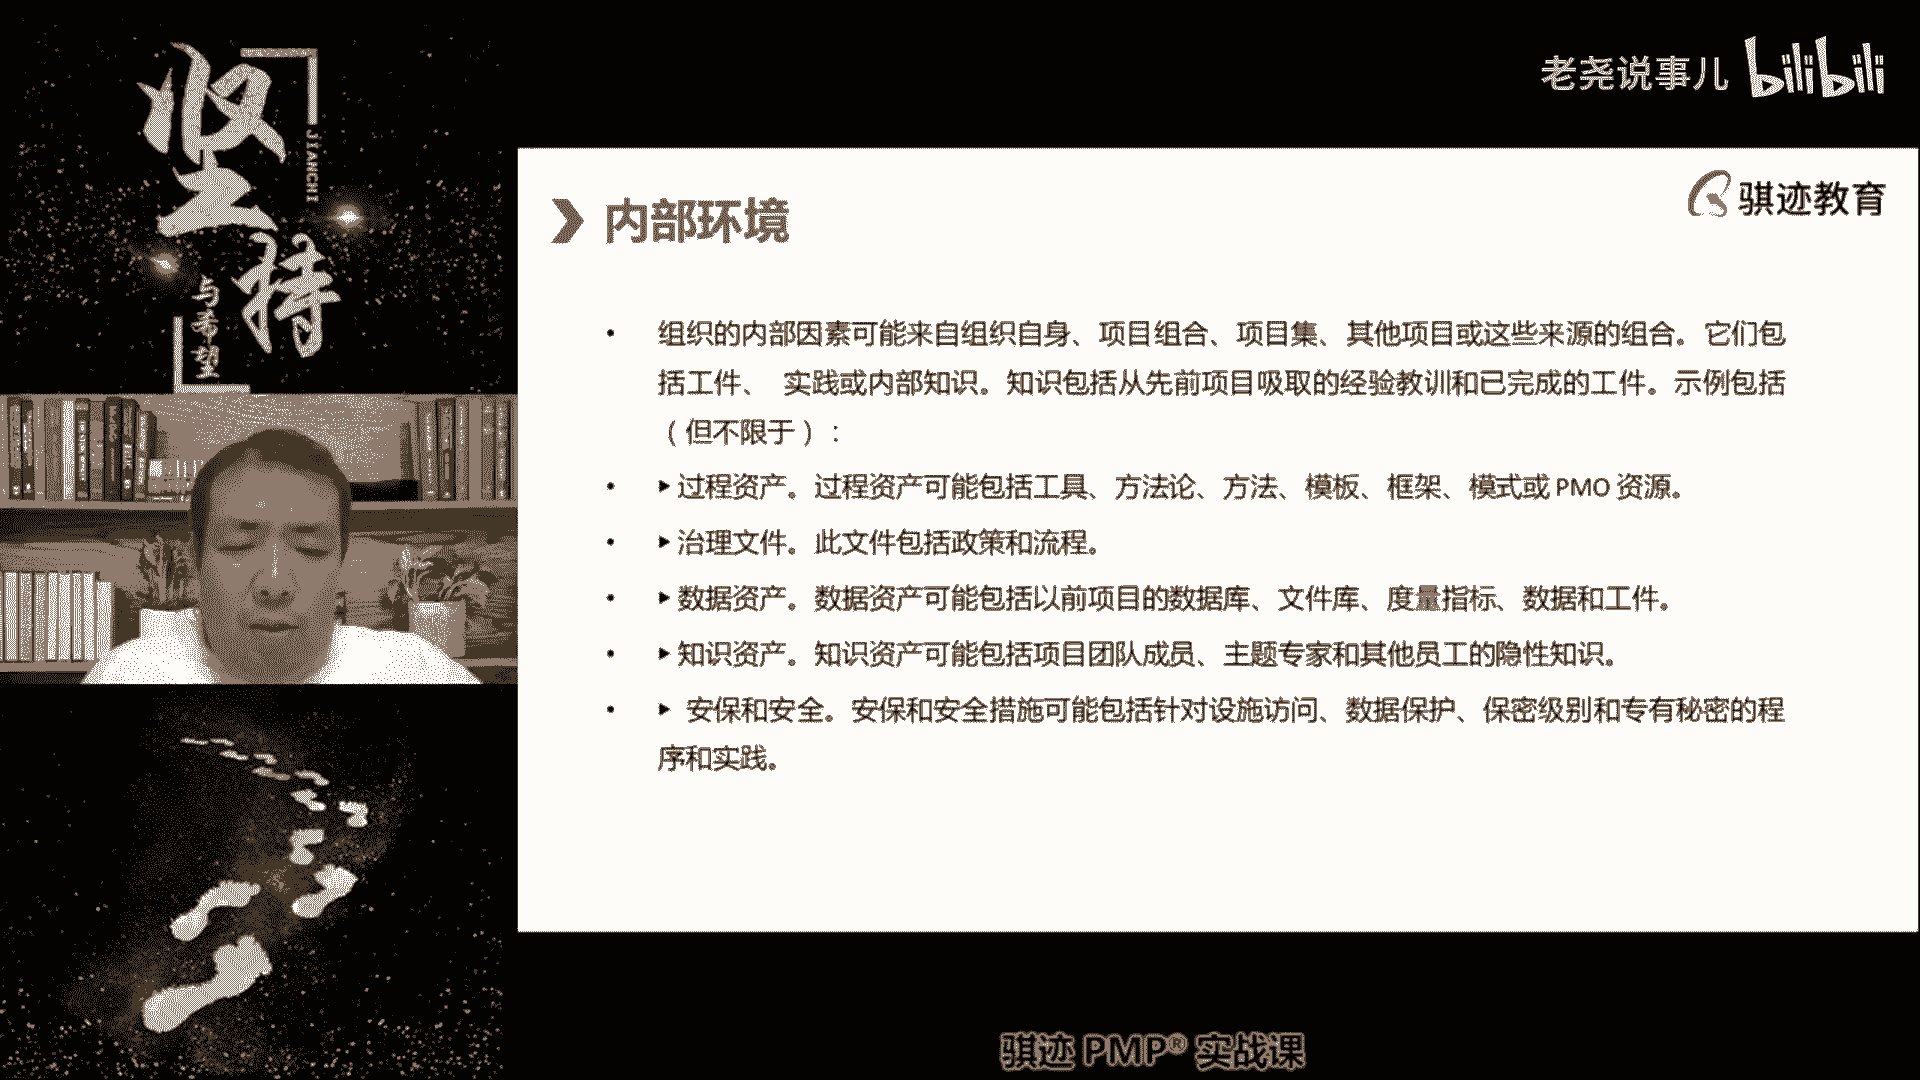 坚持
JIANCHI
与希望
老尧说事儿 bilibili
骐迹教育
内部环境
• 组织的内部因素可能来自组织自身、项目组合、项目集、其他项目或这些来源的组合。它们包
括工件、 实践或内部知识。知识包括从先前项目吸取的经验教训和已完成的工件。示例包括
（但不限于）：
• ▶过程资产。过程资产可能包括工具、方法论、方法、模板、框架、模式或 PMO 资源。
• ▶治理文件。此文件包括政策和流程。
• ▶数据资产。数据资产可能包括以前项目的数据库、文件库、度量指标、数据和工件。
• ▶知识资产。知识资产可能包括项目团队成员、主题专家和其他员工的隐性知识。
• ▶ 安保和安全。安保和安全措施可能包括针对设施访问、数据保护、保密级别和专有秘密的程
序和实践。
骐迹 PMP® 实战课